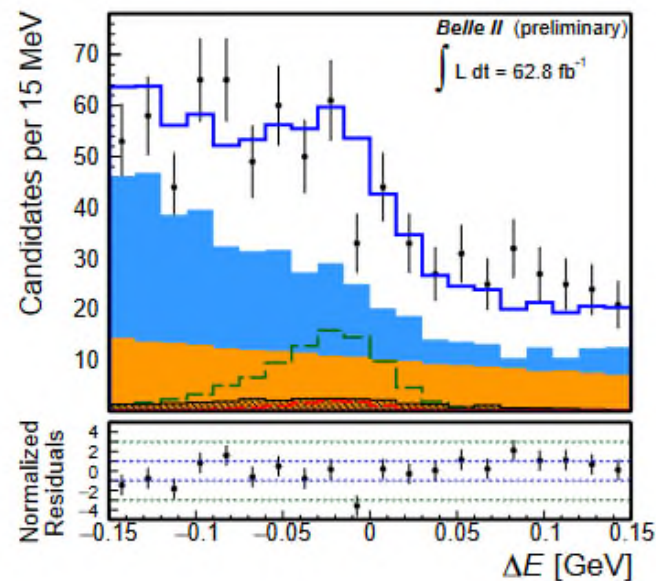 Belle II (preliminary)
∫ L dt = 62.8 fb⁻¹
Candidates per 15 MeV
70
60
50
40
30
20
10
Normalized
Residuals
4
2
0
−2
−4
−0.15 −0.1 −0.05 0 0.05 0.1 0.15
ΔE [GeV]